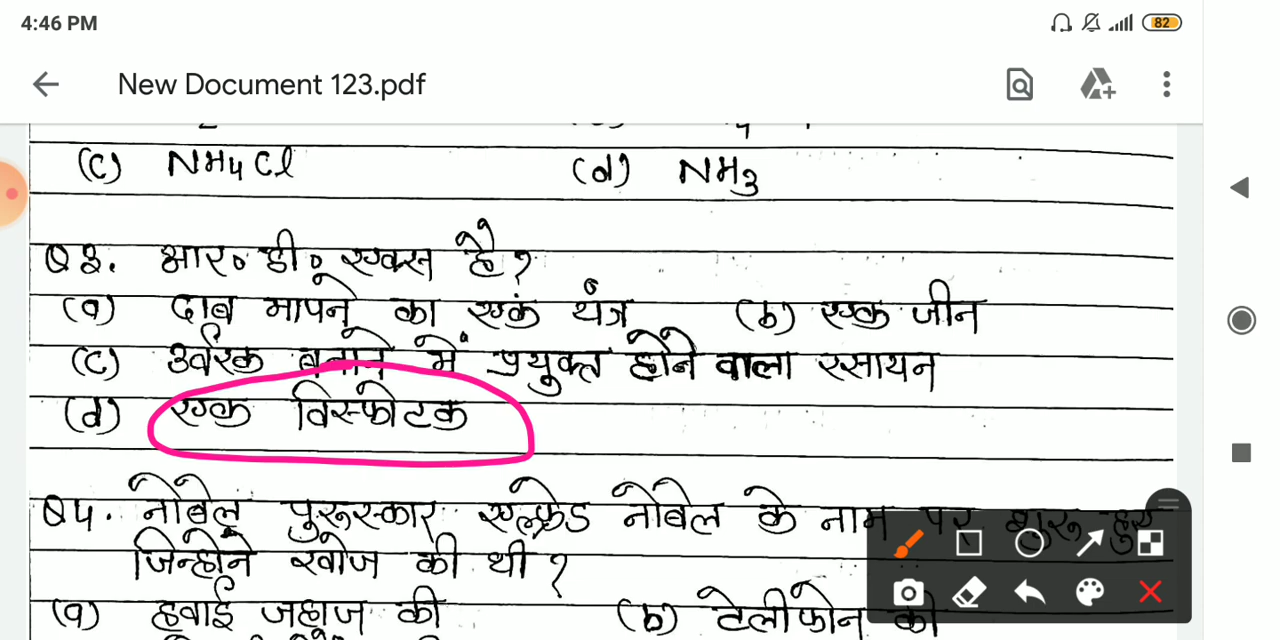 4:46 PM
82
New Document 123.pdf
(c) NH4Cl (d) NH3
Q3. आर० डी० एक्स है?
(a) दाब मापने का एक यंत्र (b) एक जीन
(c) उर्वरक बनाने में प्रयुक्त होने वाला रसायन
(d) एक विस्फोटक
Q4. नोबेल पुरुस्कार एल्फ्रेड नोबेल के नाम पर शुरू हुए
जिन्होने खोज की थी?
(a) हवाई जहाज की (b) टेलीफोन की